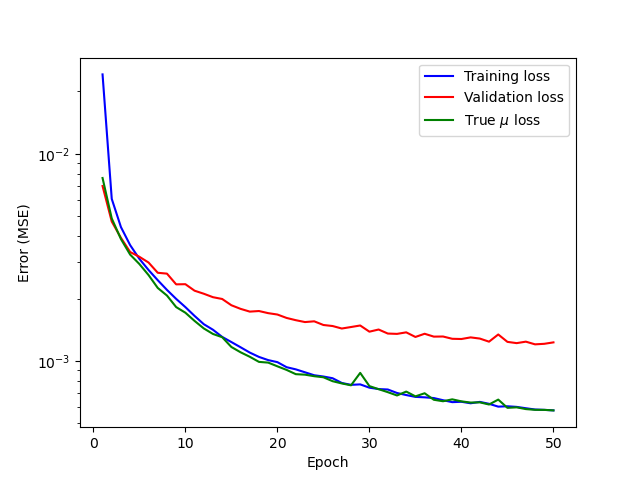 Training loss
Validation loss
True μ loss
Error (MSE)
10⁻²
10⁻³
0 10 20 30 40 50
Epoch